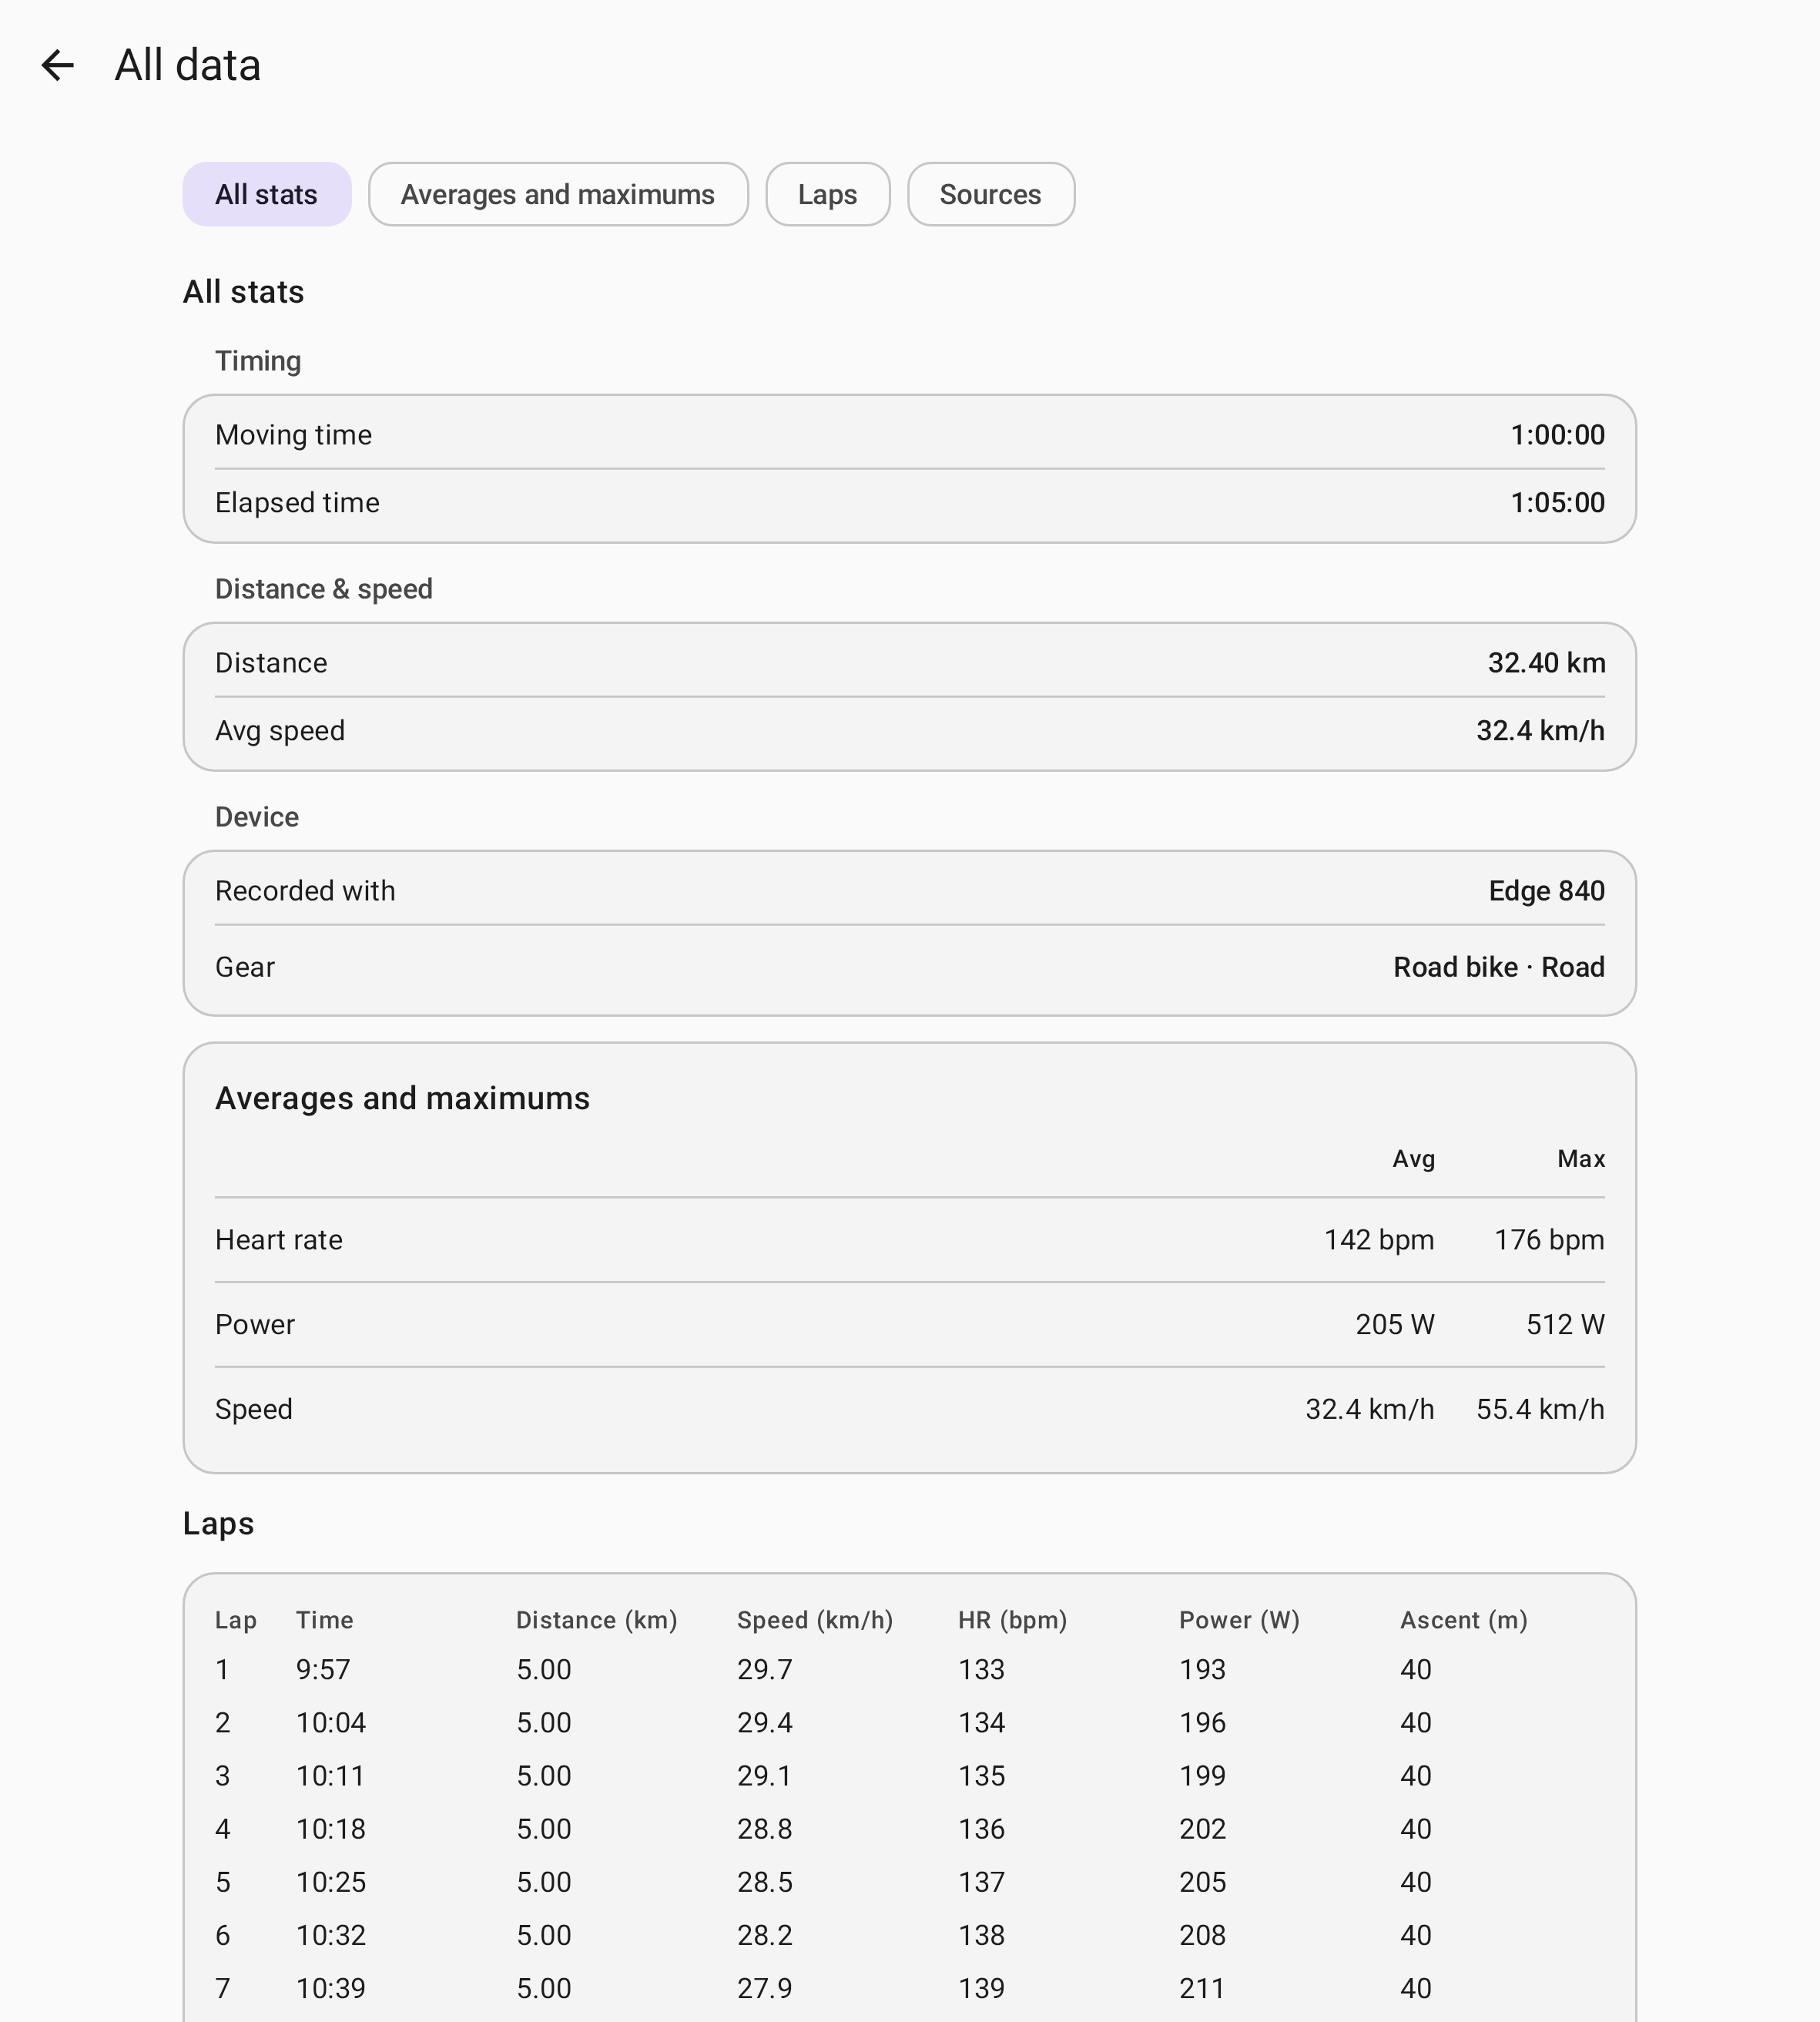 All data
All stats Averages and maximums Laps Sources
All stats
Timing
Moving time 1:00:00
Elapsed time 1:05:00
Distance & speed
Distance 32.40 km
Avg speed 32.4 km/h
Device
Recorded with Edge 840
Gear Road bike · Road
Averages and maximums
Avg Max
Heart rate 142 bpm 176 bpm
Power 205 W 512 W
Speed 32.4 km/h 55.4 km/h
Laps
Lap Time Distance (km) Speed (km/h) HR (bpm) Power (W) Ascent (m)
1 9:57 5.00 29.7 133 193 40
2 10:04 5.00 29.4 134 196 40
3 10:11 5.00 29.1 135 199 40
4 10:18 5.00 28.8 136 202 40
5 10:25 5.00 28.5 137 205 40
6 10:32 5.00 28.2 138 208 40
7 10:39 5.00 27.9 139 211 40